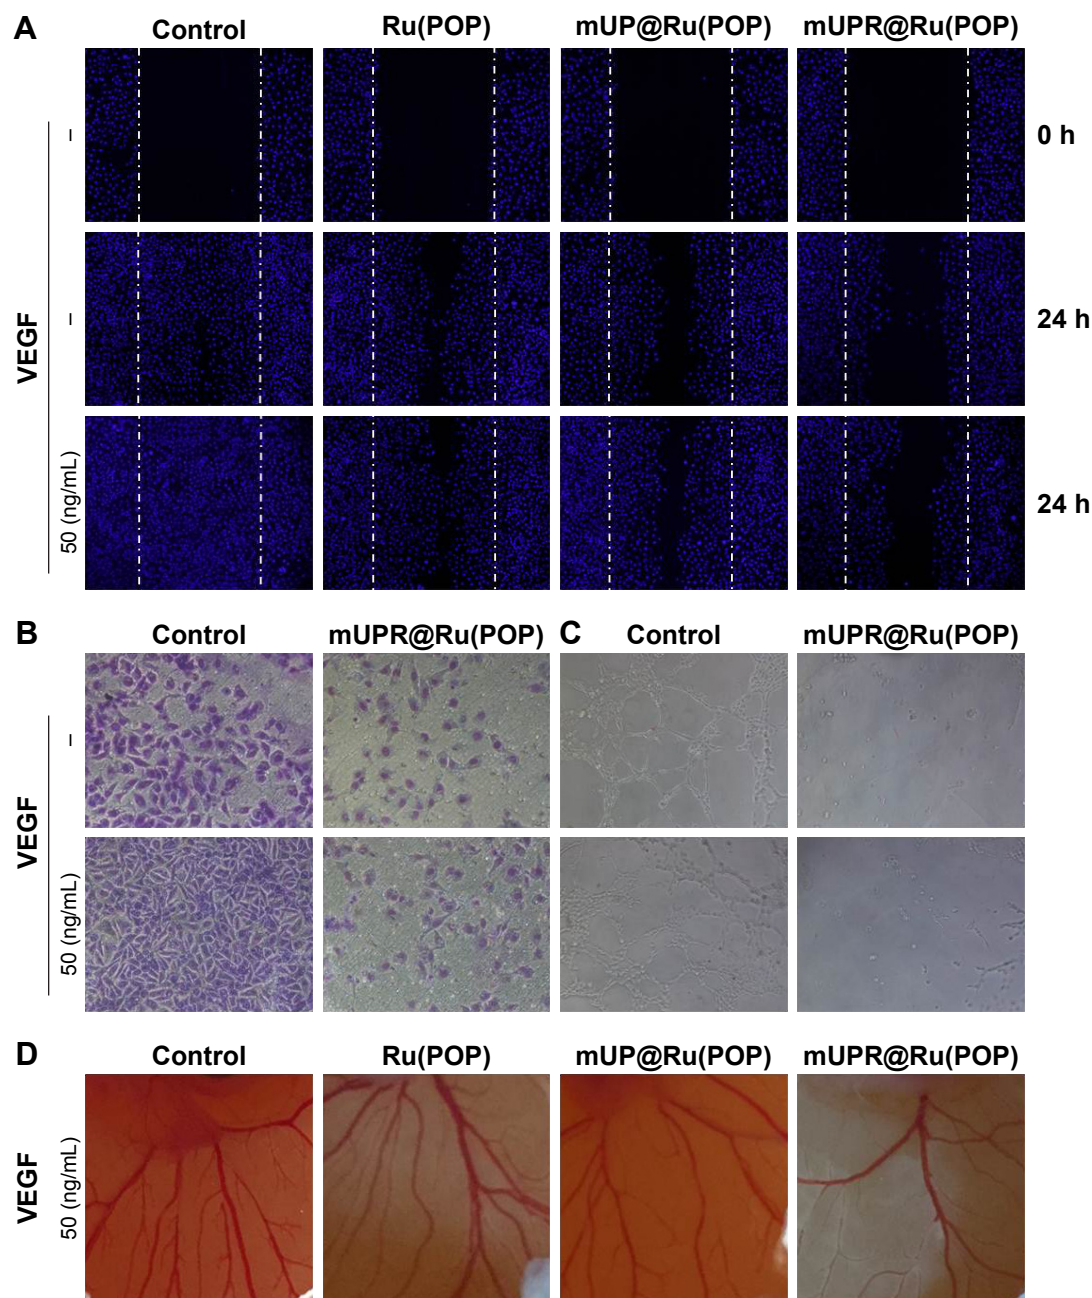 A
Control
Ru(POP)
mUP@Ru(POP)
mUPR@Ru(POP)
–
0 h
VEGF
–
24 h
50 (ng/mL)
24 h
B
Control
mUPR@Ru(POP)
C
Control
mUPR@Ru(POP)
VEGF
–
50 (ng/mL)
D
Control
Ru(POP)
mUP@Ru(POP)
mUPR@Ru(POP)
VEGF
50 (ng/mL)